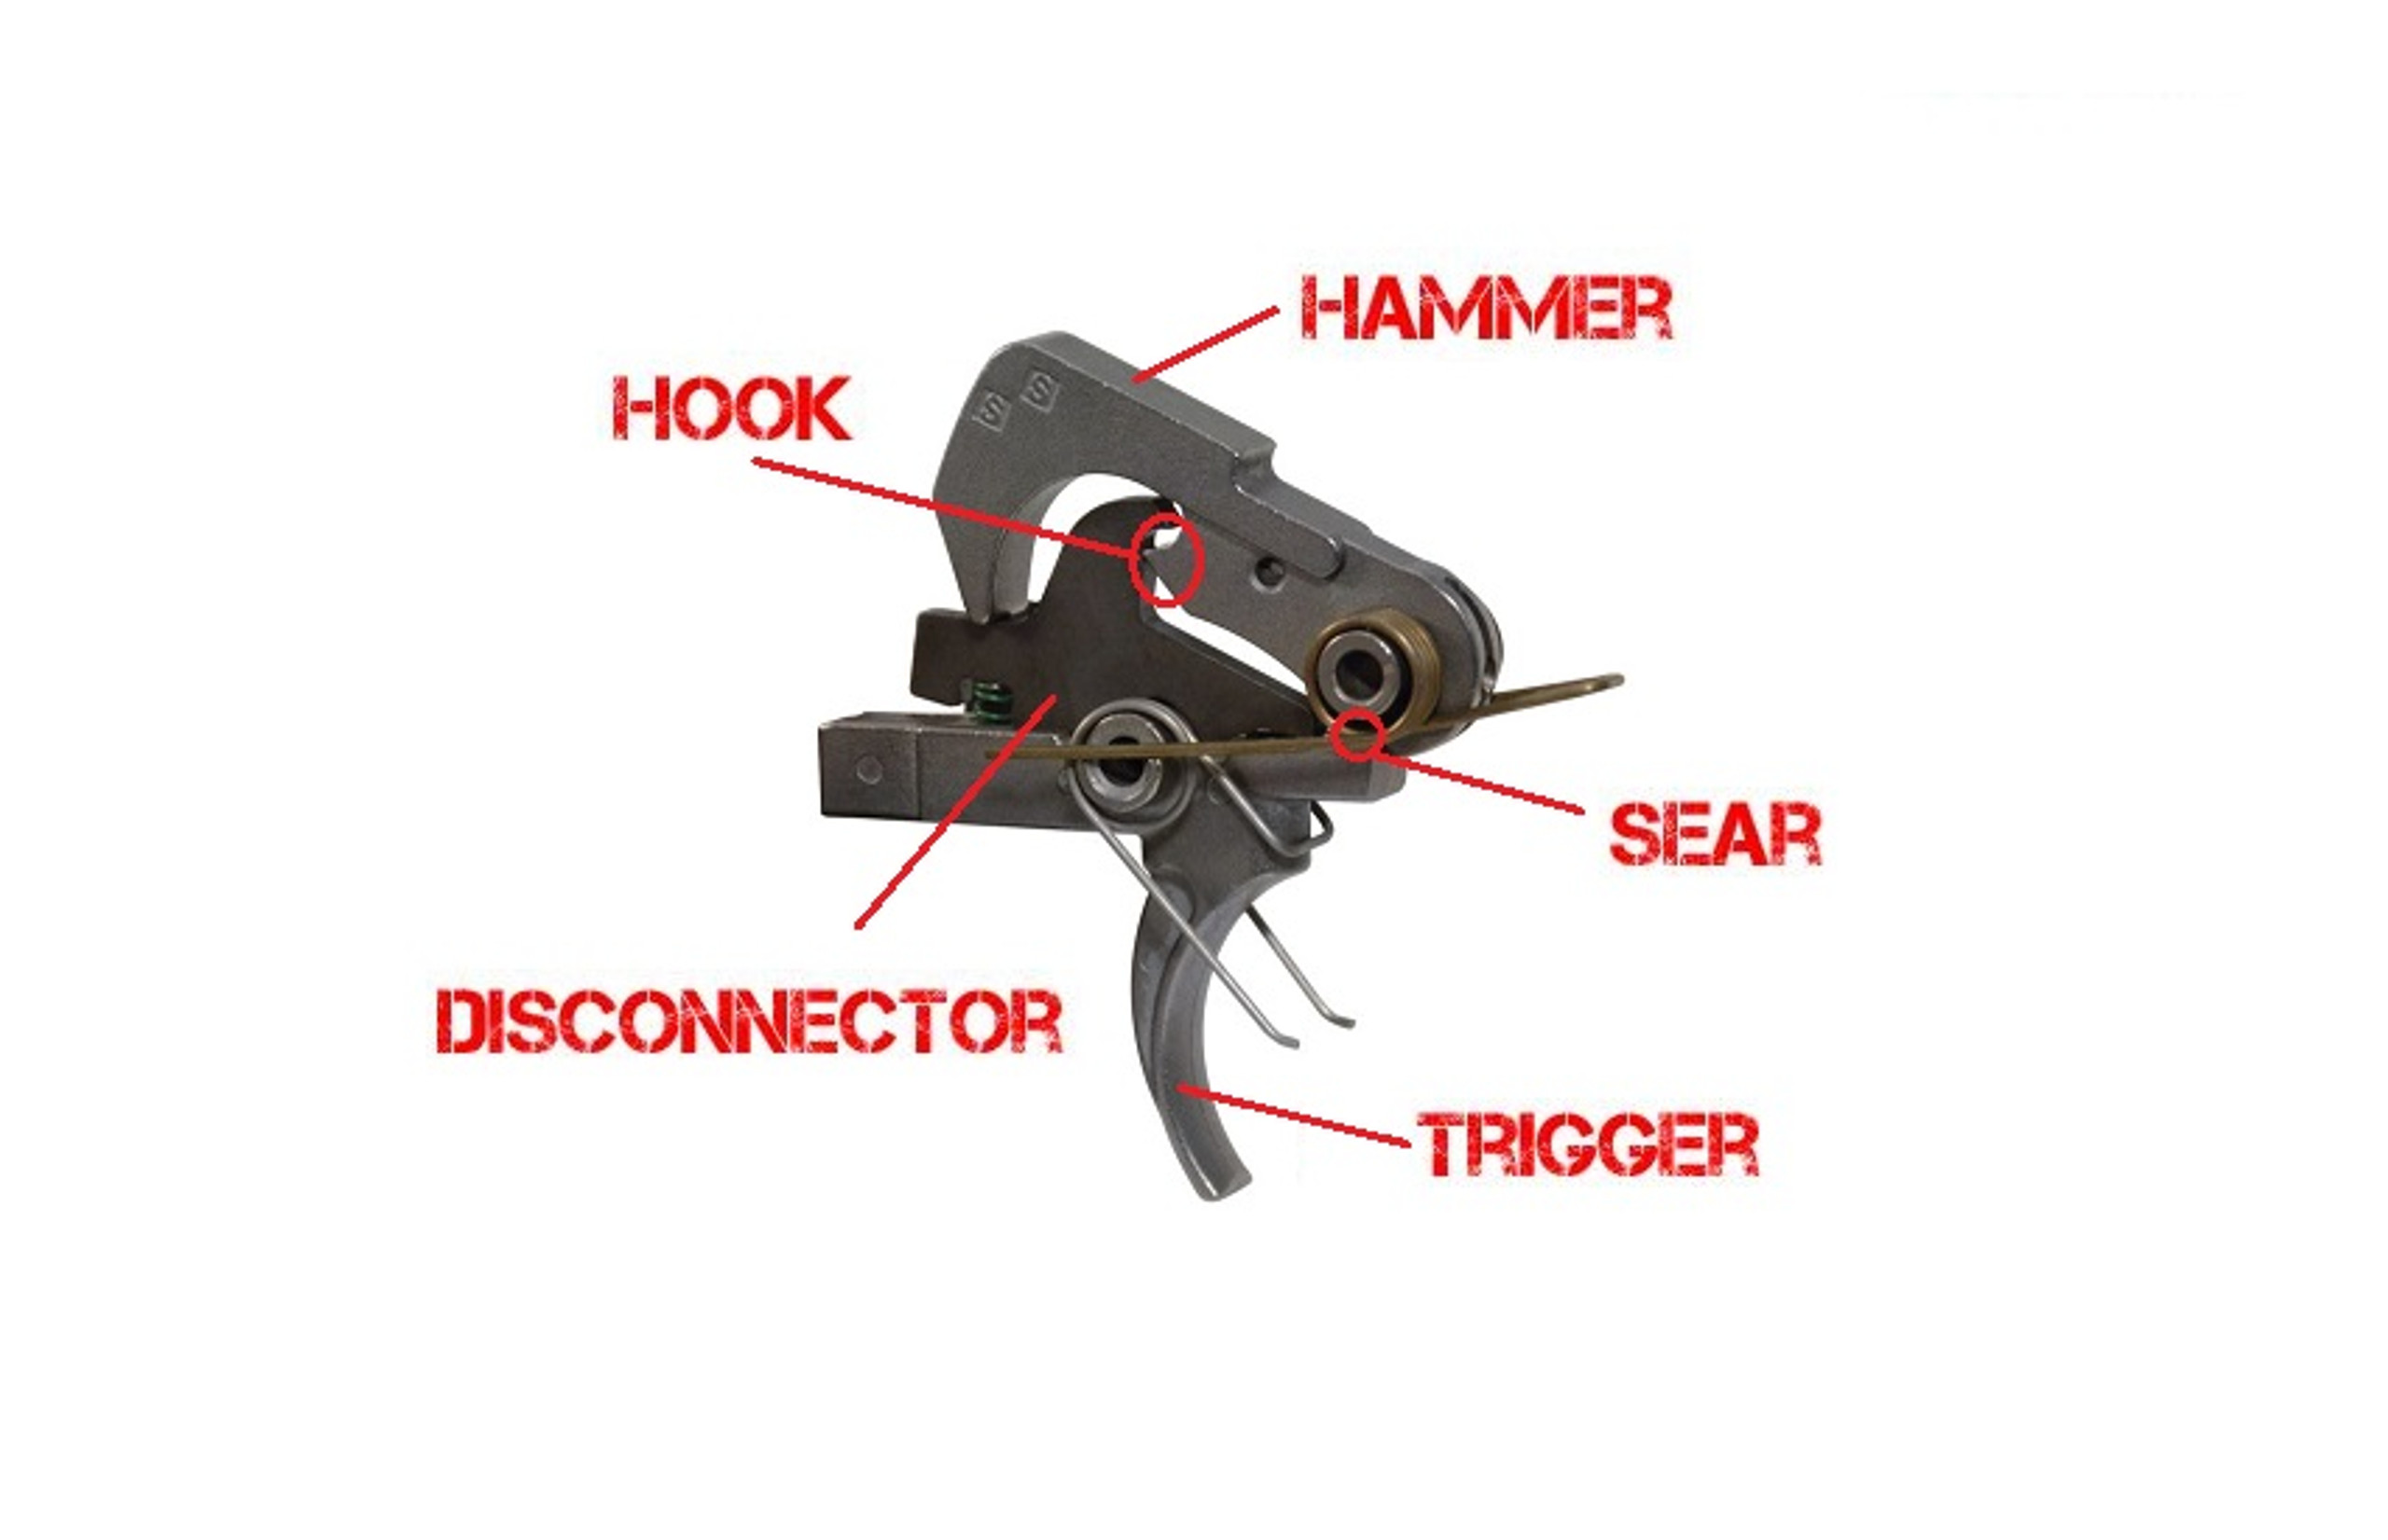 HAMMER
HOOK
S S
SEAR
DISCONNECTOR
TRIGGER